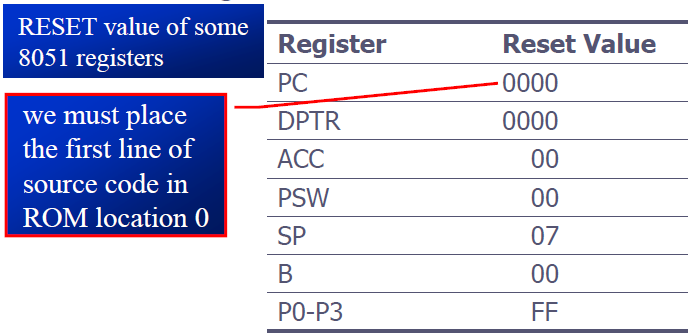 RESET value of some
8051 registers
we must place
the first line of
source code in
ROM location 0
Register Reset Value
PC 0000
DPTR 0000
ACC 00
PSW 00
SP 07
B 00
P0-P3 FF